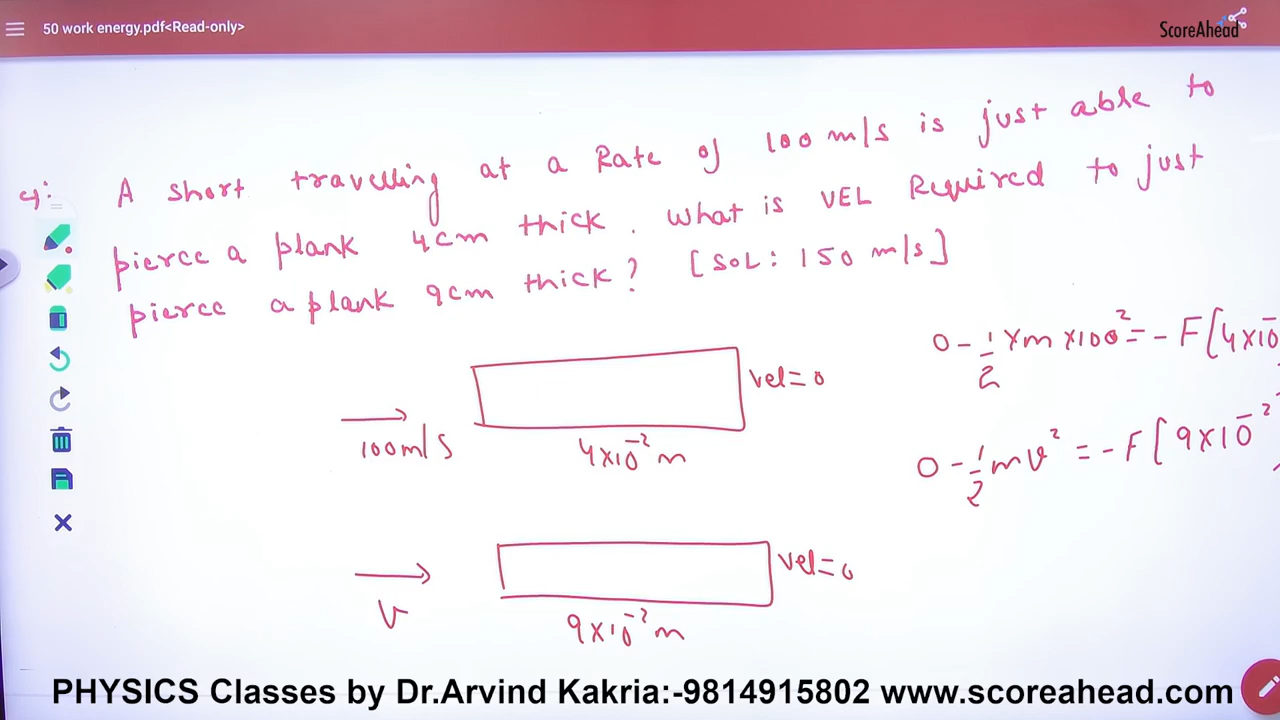 50 work energy.pdf<Read-only>
ScoreAhead
eg: A short travelling at a Rate of 100 m/s is just able to
pierce a plank 4cm thick. What is VEL Required to just
pierce a plank 9cm thick? [SOL: 150 m/s]
0 - 1/2 × m × 100² = - F [4×10⁻
vel = 0
100 m/s
4×10⁻² m
0 - 1/2 mv² = - F [9×10⁻²]
vel = 0
V
9×10⁻² m
PHYSICS Classes by Dr.Arvind Kakria:-9814915802 www.scoreahead.com